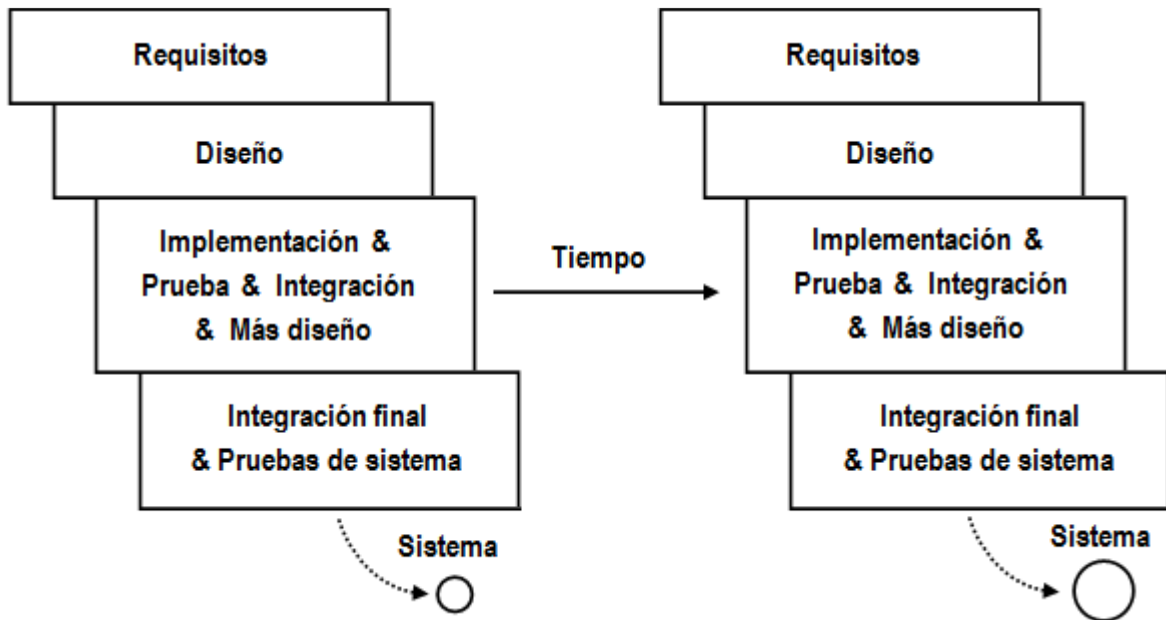 Requisitos
Diseño
Implementación &
Prueba & Integración
& Más diseño
Integración final
& Pruebas de sistema
Sistema
Tiempo
Requisitos
Diseño
Implementación &
Prueba & Integración
& Más diseño
Integración final
& Pruebas de sistema
Sistema